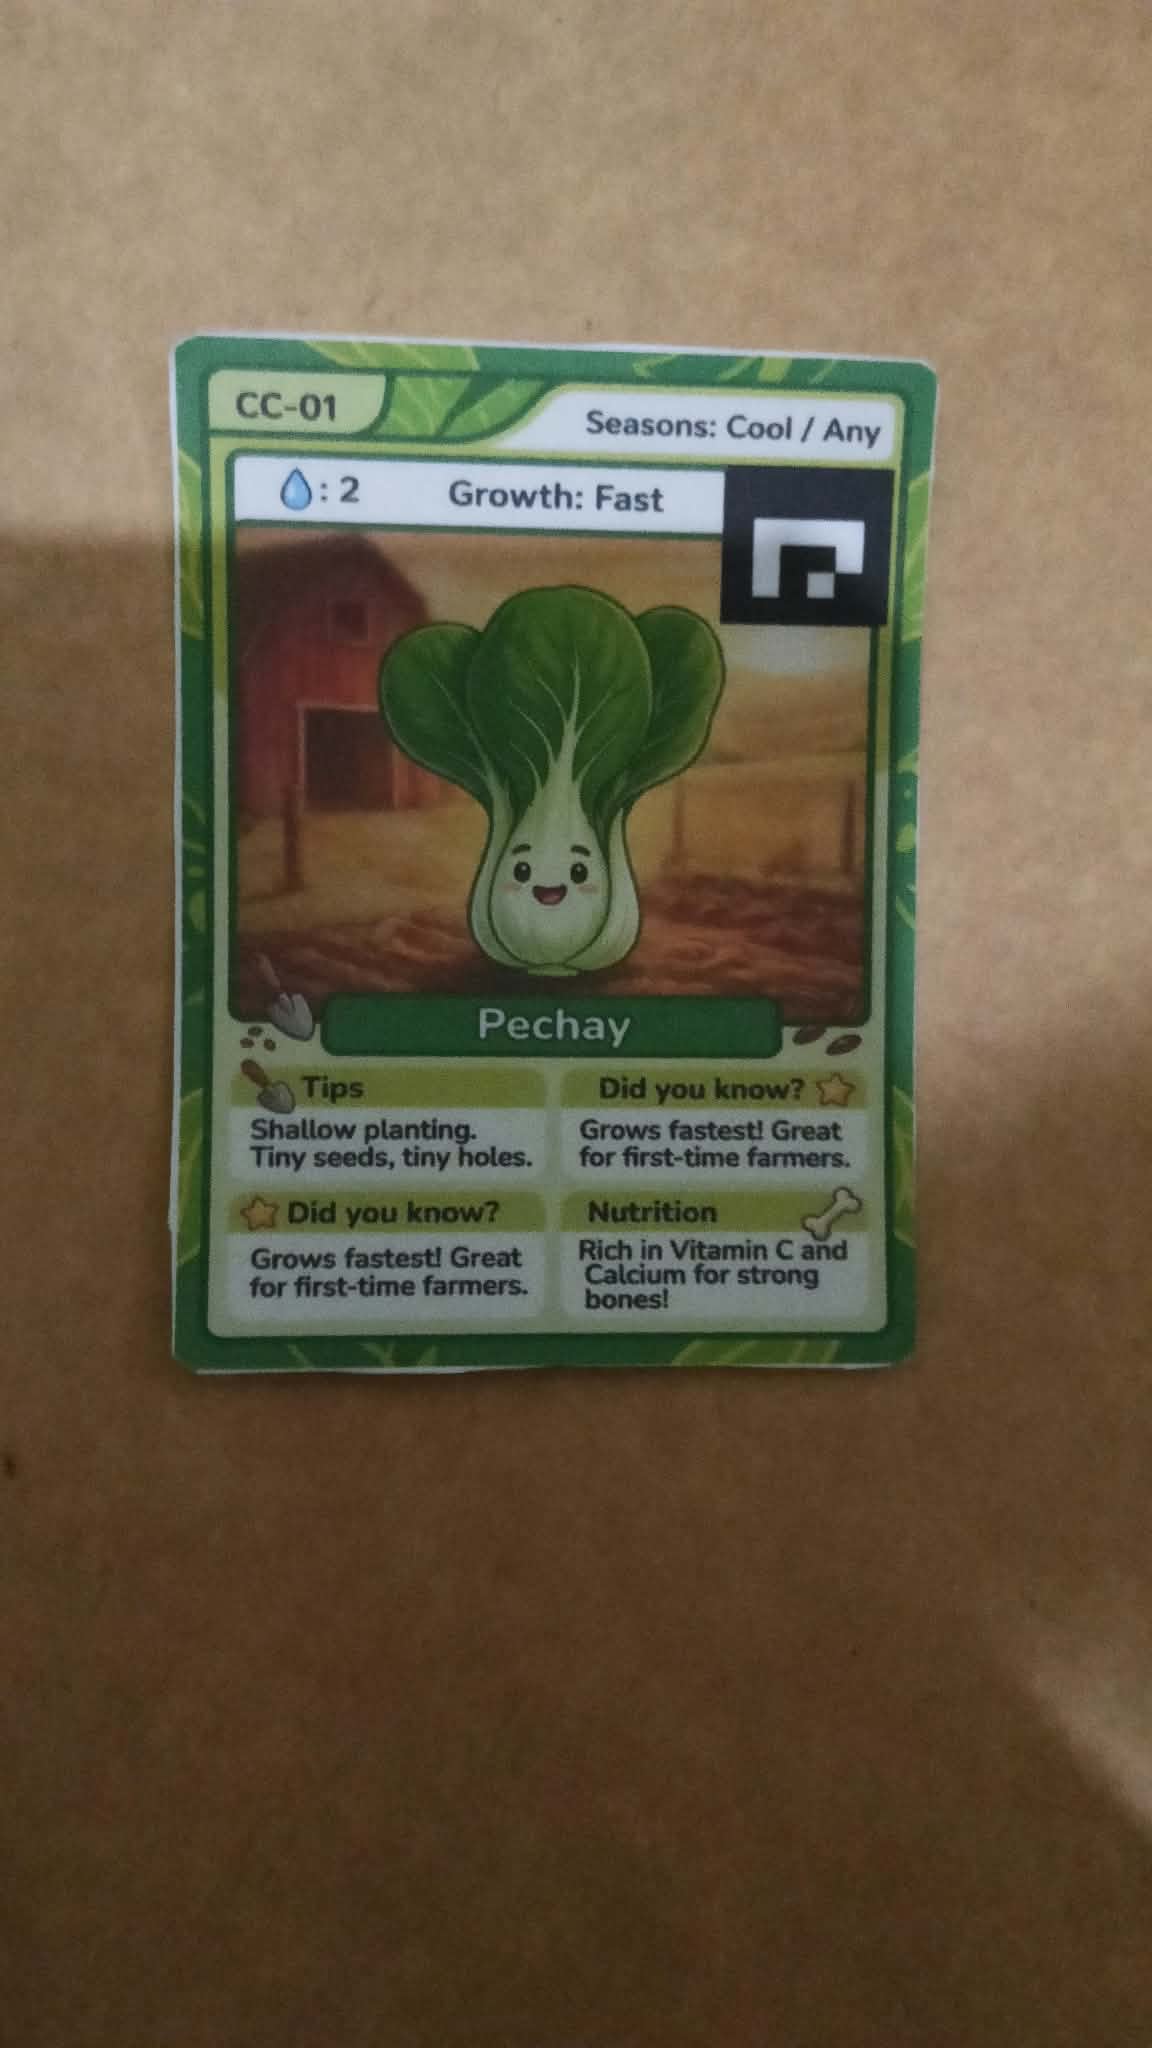 CC-01
Seasons: Cool / Any
: 2
Growth: Fast
Pechay
Tips
Shallow planting.
Tiny seeds, tiny holes.
Did you know?
Grows fastest! Great
for first-time farmers.
Did you know?
Grows fastest! Great
for first-time farmers.
Nutrition
Rich in Vitamin C and
Calcium for strong
bones!